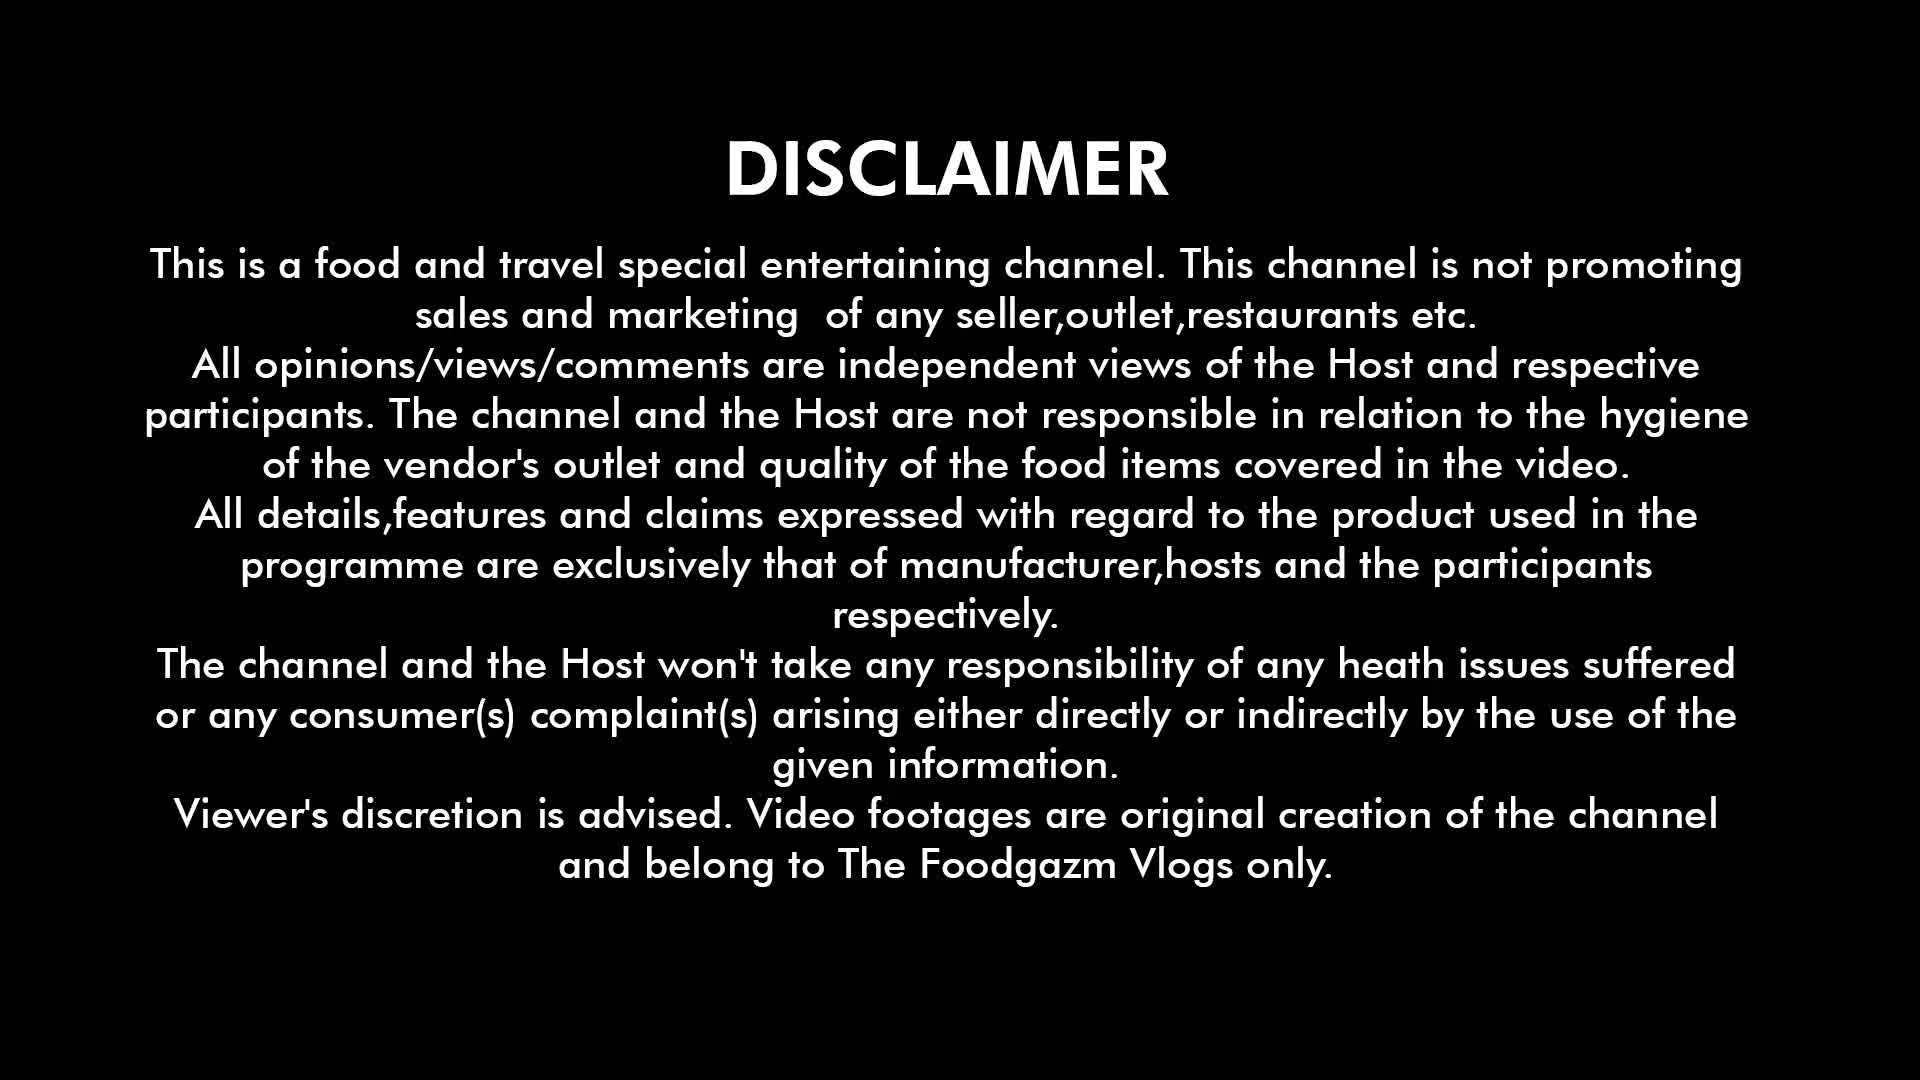 DISCLAIMER
This is a food and travel special entertaining channel. This channel is not promoting
sales and marketing  of any seller,outlet,restaurants etc.
All opinions/views/comments are independent views of the Host and respective
participants. The channel and the Host are not responsible in relation to the hygiene
of the vendor's outlet and quality of the food items covered in the video.
All details,features and claims expressed with regard to the product used in the
programme are exclusively that of manufacturer,hosts and the participants
respectively.
The channel and the Host won't take any responsibility of any heath issues suffered
or any consumer(s) complaint(s) arising either directly or indirectly by the use of the
given information.
Viewer's discretion is advised. Video footages are original creation of the channel
and belong to The Foodgazm Vlogs only.